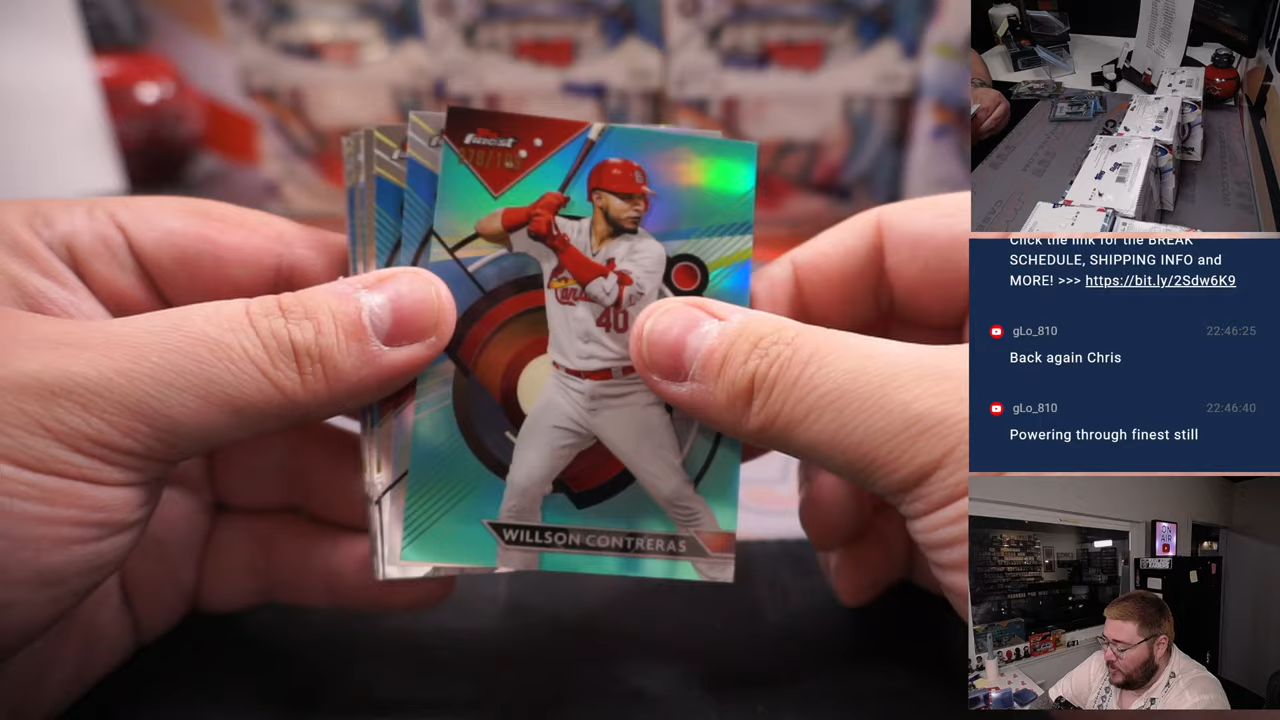 Finest
Cardinals
40
WILLSON CONTRERAS
Click the link for the BREAK
SCHEDULE, SHIPPING INFO and
MORE! >>> https://bit.ly/2Sdw6K9
gLo_810 22:46:25
Back again Chris
gLo_810 22:46:40
Powering through finest still
ON
AIR